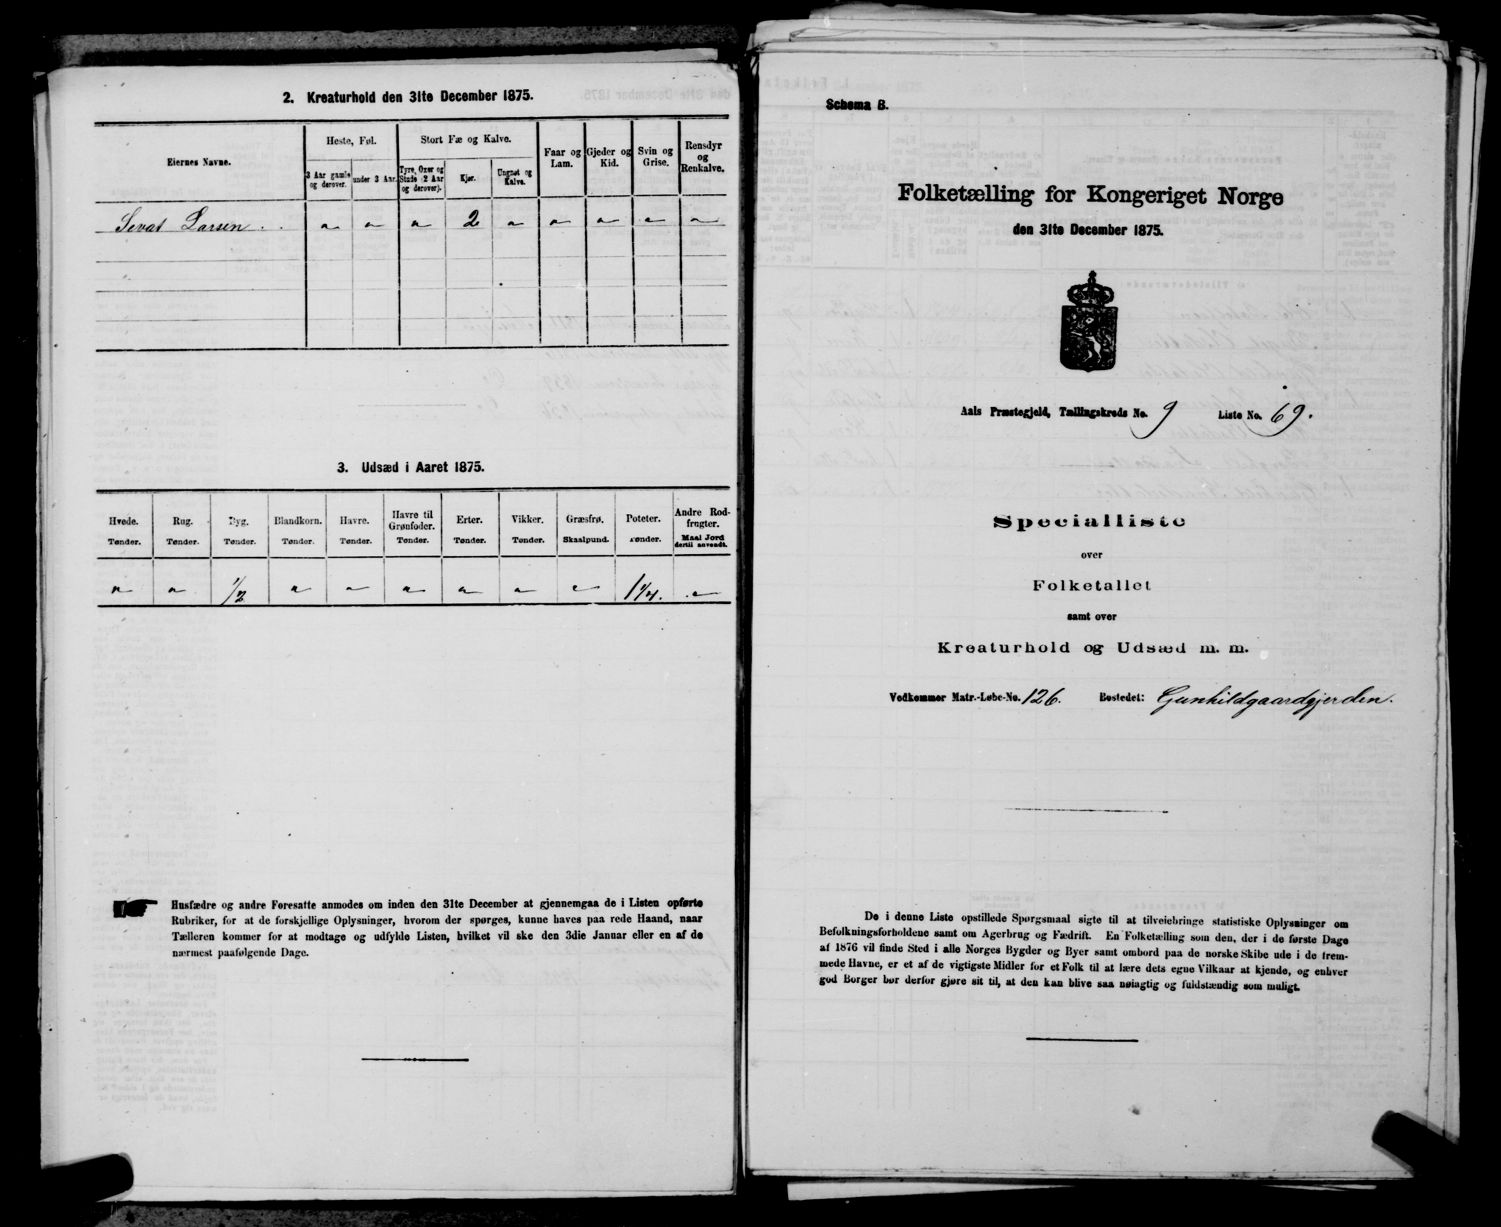 2. Kreaturhold den 31te December 1875.
Eiernes Navne.
Heste, Føl.
Stort Fæ og Kalve.
Faar og Lam.
Gjeder og Kid.
Svin og Grise.
Rensdyr og Renkalve.
3 Aar gamle og derover.
under 3 Aar.
Tyre, Oxer og Stude (2 Aar og derover).
Kjør.
Ungnøt og Kalve.
Sevat Larsen . . " " " 2 " " " " "
3. Udsæd i Aaret 1875.
Hvede. Rug. Byg. Blandkorn. Havre. Havre til Grønfoder. Erter. Vikker. Græsfrø. Poteter. Andre Rodfrugter.
Tønder. Tønder. Tønder. Tønder. Tønder. Tønder. Tønder. Tønder. Skaalpund. Tønder. Maal Jord dertil anvendt.
" " 1/2 " " " " " " 1 1/4. "
Husfædre og andre Foresatte anmodes om inden den 31te December at gjennemgaa de i Listen opførte
Rubriker, for at de forskjellige Oplysninger, hvorom der spørges, kunne haves paa rede Haand, naar
Tælleren kommer for at modtage og udfylde Listen, hvilket vil ske den 3die Januar eller en af de
nærmest paafølgende Dage.
Schema B.
Folketælling for Kongeriget Norge
den 31te December 1875.
Aals Præstegjeld, Tællingskreds No. 9 Liste No. 69.
Specialliste
over
Folketallet
samt over
Kreaturhold og Udsæd m. m.
Vedkommer Matr.-Løbe-No. 126. Bostedet: Gunhildgaardgjerden.
De i denne Liste opstillede Spørgsmaal sigte til at tilveiebringe statistiske Oplysninger om
Befolkningsforholdene samt om Agerbrug og Fædrift. En Folketælling som den, der i de første Dage
af 1876 vil finde Sted i alle Norges Bygder og Byer samt ombord paa de norske Skibe ude i de frem-
mede Havne, er et af de vigtigste Midler for et Folk til at lære dets egne Vilkaar at kjende, og enhver
god Borger bør derfor gjøre sit til, at den kan blive saa nøiagtig og fuldstændig som muligt.